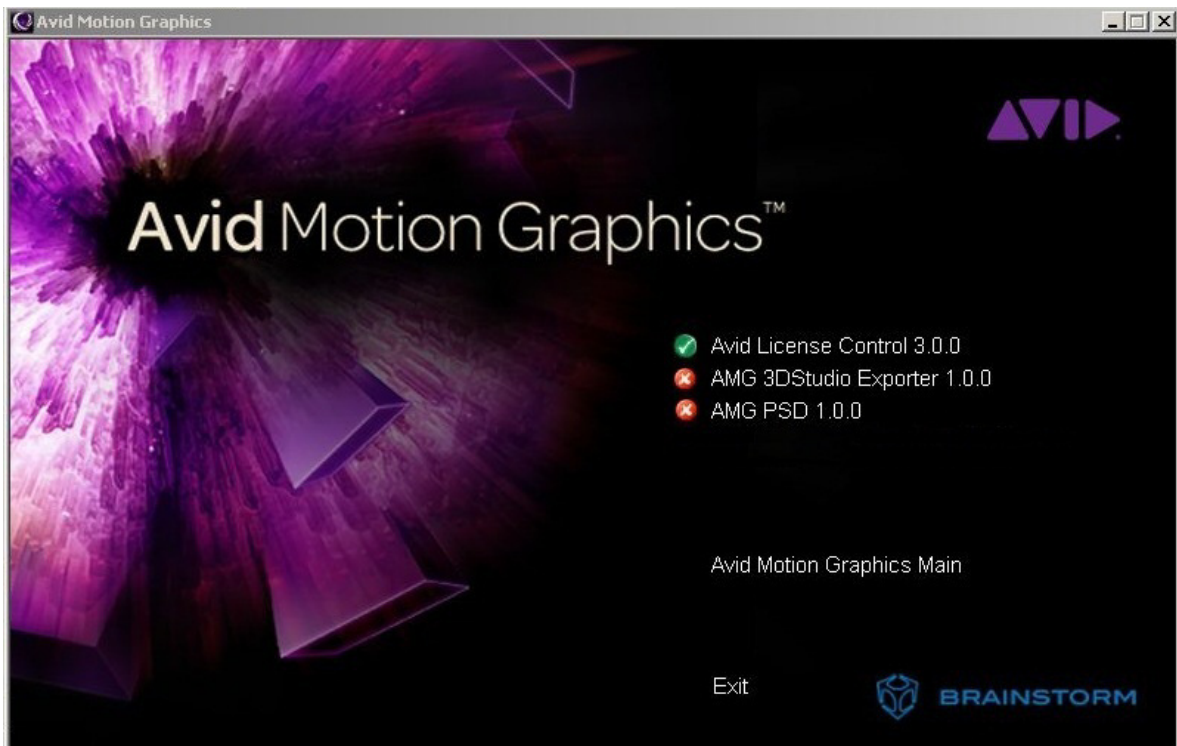 Avid Motion Graphics
AVID
Avid Motion Graphics™
Avid License Control 3.0.0
AMG 3DStudio Exporter 1.0.0
AMG PSD 1.0.0
Avid Motion Graphics Main
Exit
BRAINSTORM